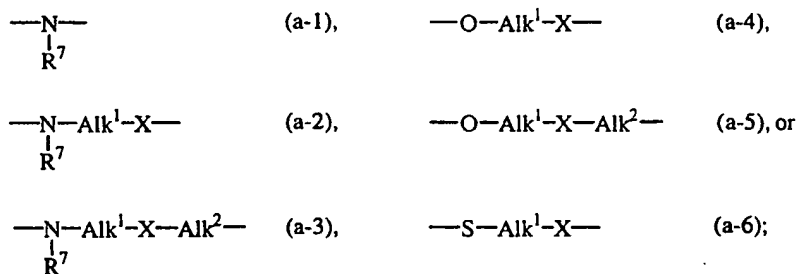 —N— (a-1), —O—Alk¹—X— (a-4),
R⁷
—N—Alk¹—X— (a-2), —O—Alk¹—X—Alk²— (a-5), or
R⁷
—N—Alk¹—X—Alk²— (a-3), —S—Alk¹—X— (a-6);
R⁷